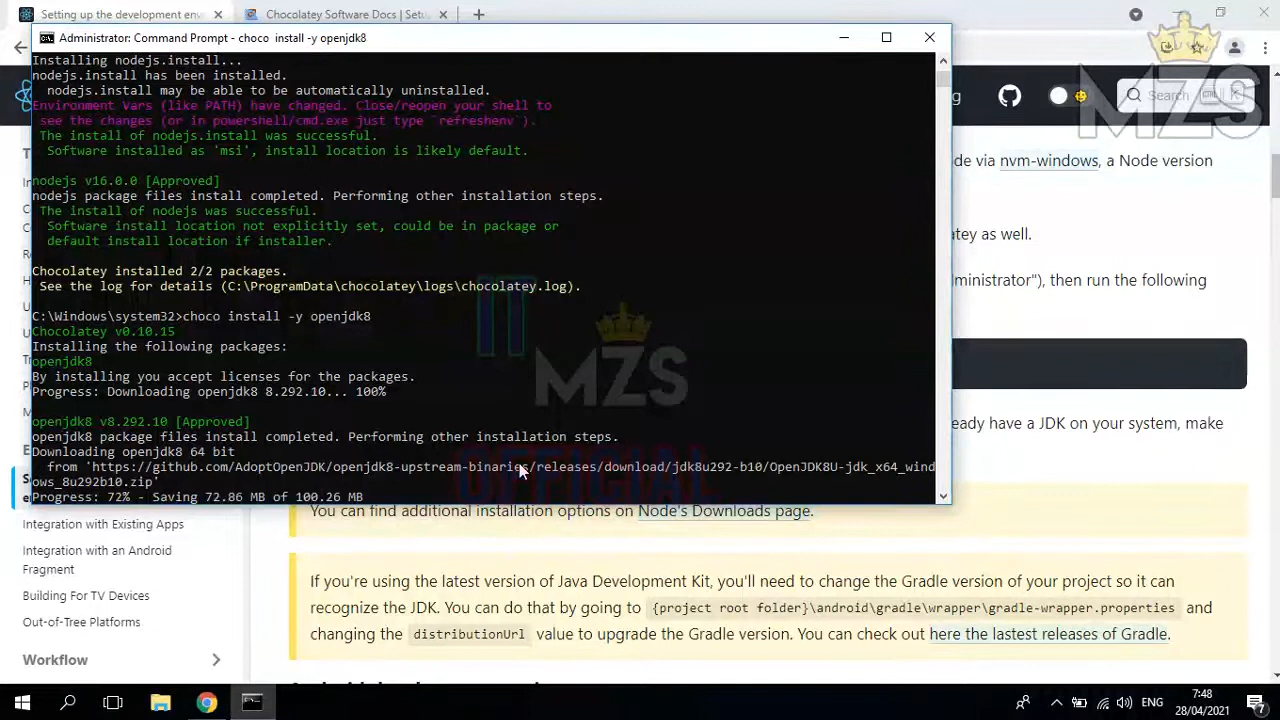 Setting up the development env
Chocolatey Software Docs | Setu
Administrator: Command Prompt - choco install -y openjdk8
Installing nodejs.install...
nodejs.install has been installed.
nodejs.install may be able to be automatically uninstalled.
Environment Vars (like PATH) have changed. Close/reopen your shell to
see the changes (or in powershell/cmd.exe just type `refreshenv`).
The install of nodejs.install was successful.
Software installed as 'msi', install location is likely default.
nodejs v16.0.0 [Approved]
nodejs package files install completed. Performing other installation steps.
The install of nodejs was successful.
Software install location not explicitly set, could be in package or
default install location if installer.
Chocolatey installed 2/2 packages.
See the log for details (C:\ProgramData\chocolatey\logs\chocolatey.log).
C:\Windows\system32>choco install -y openjdk8
Chocolatey v0.10.15
Installing the following packages:
openjdk8
By installing you accept licenses for the packages.
Progress: Downloading openjdk8 8.292.10... 100%
openjdk8 v8.292.10 [Approved]
openjdk8 package files install completed. Performing other installation steps.
Downloading openjdk8 64 bit
from 'https://github.com/AdoptOpenJDK/openjdk8-upstream-binaries/releases/download/jdk8u292-b10/OpenJDK8U-jdk_x64_wind
ows_8u292b10.zip'
Progress: 72% - Saving 72.86 MB of 100.26 MB
IT
MZS
OFFICIAL
MZS
Search
de via nvm-windows, a Node version
atey as well.
dministrator"), then run the following
eady have a JDK on your system, make
You can find additional installation options on Node's Downloads page.
If you're using the latest version of Java Development Kit, you'll need to change the Gradle version of your project so it can
recognize the JDK. You can do that by going to {project root folder}\android\gradle\wrapper\gradle-wrapper.properties and
changing the distributionUrl value to upgrade the Gradle version. You can check out here the lastest releases of Gradle.
Integration with Existing Apps
Integration with an Android
Fragment
Building For TV Devices
Out-of-Tree Platforms
Workflow
ENG
7:48
28/04/2021
7